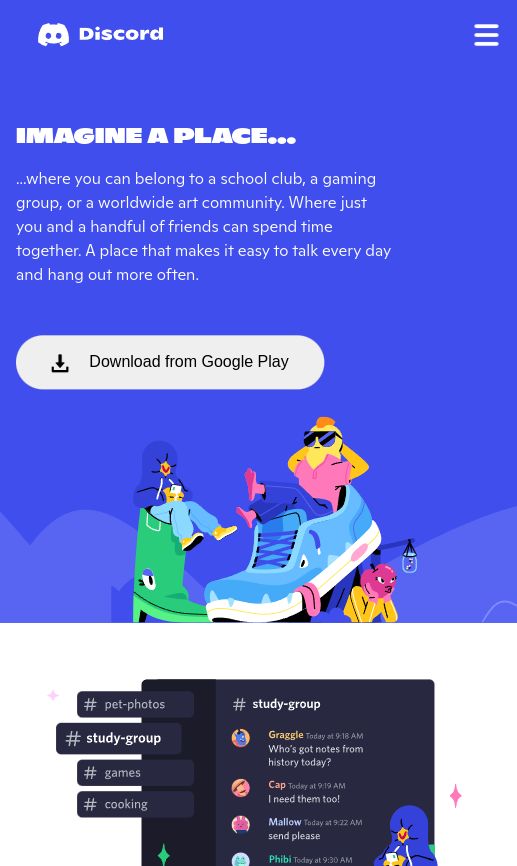 Discord
IMAGINE A PLACE...
...where you can belong to a school club, a gaming
group, or a worldwide art community. Where just
you and a handful of friends can spend time
together. A place that makes it easy to talk every day
and hang out more often.
Download from Google Play
# pet-photos
# study-group
# games
# cooking
# study-group
Graggle Today at 9:18 AM
Who's got notes from
history today?
Cap Today at 9:19 AM
I need them too!
Mallow Today at 9:22 AM
send please
Phibi Today at 9:30 AM